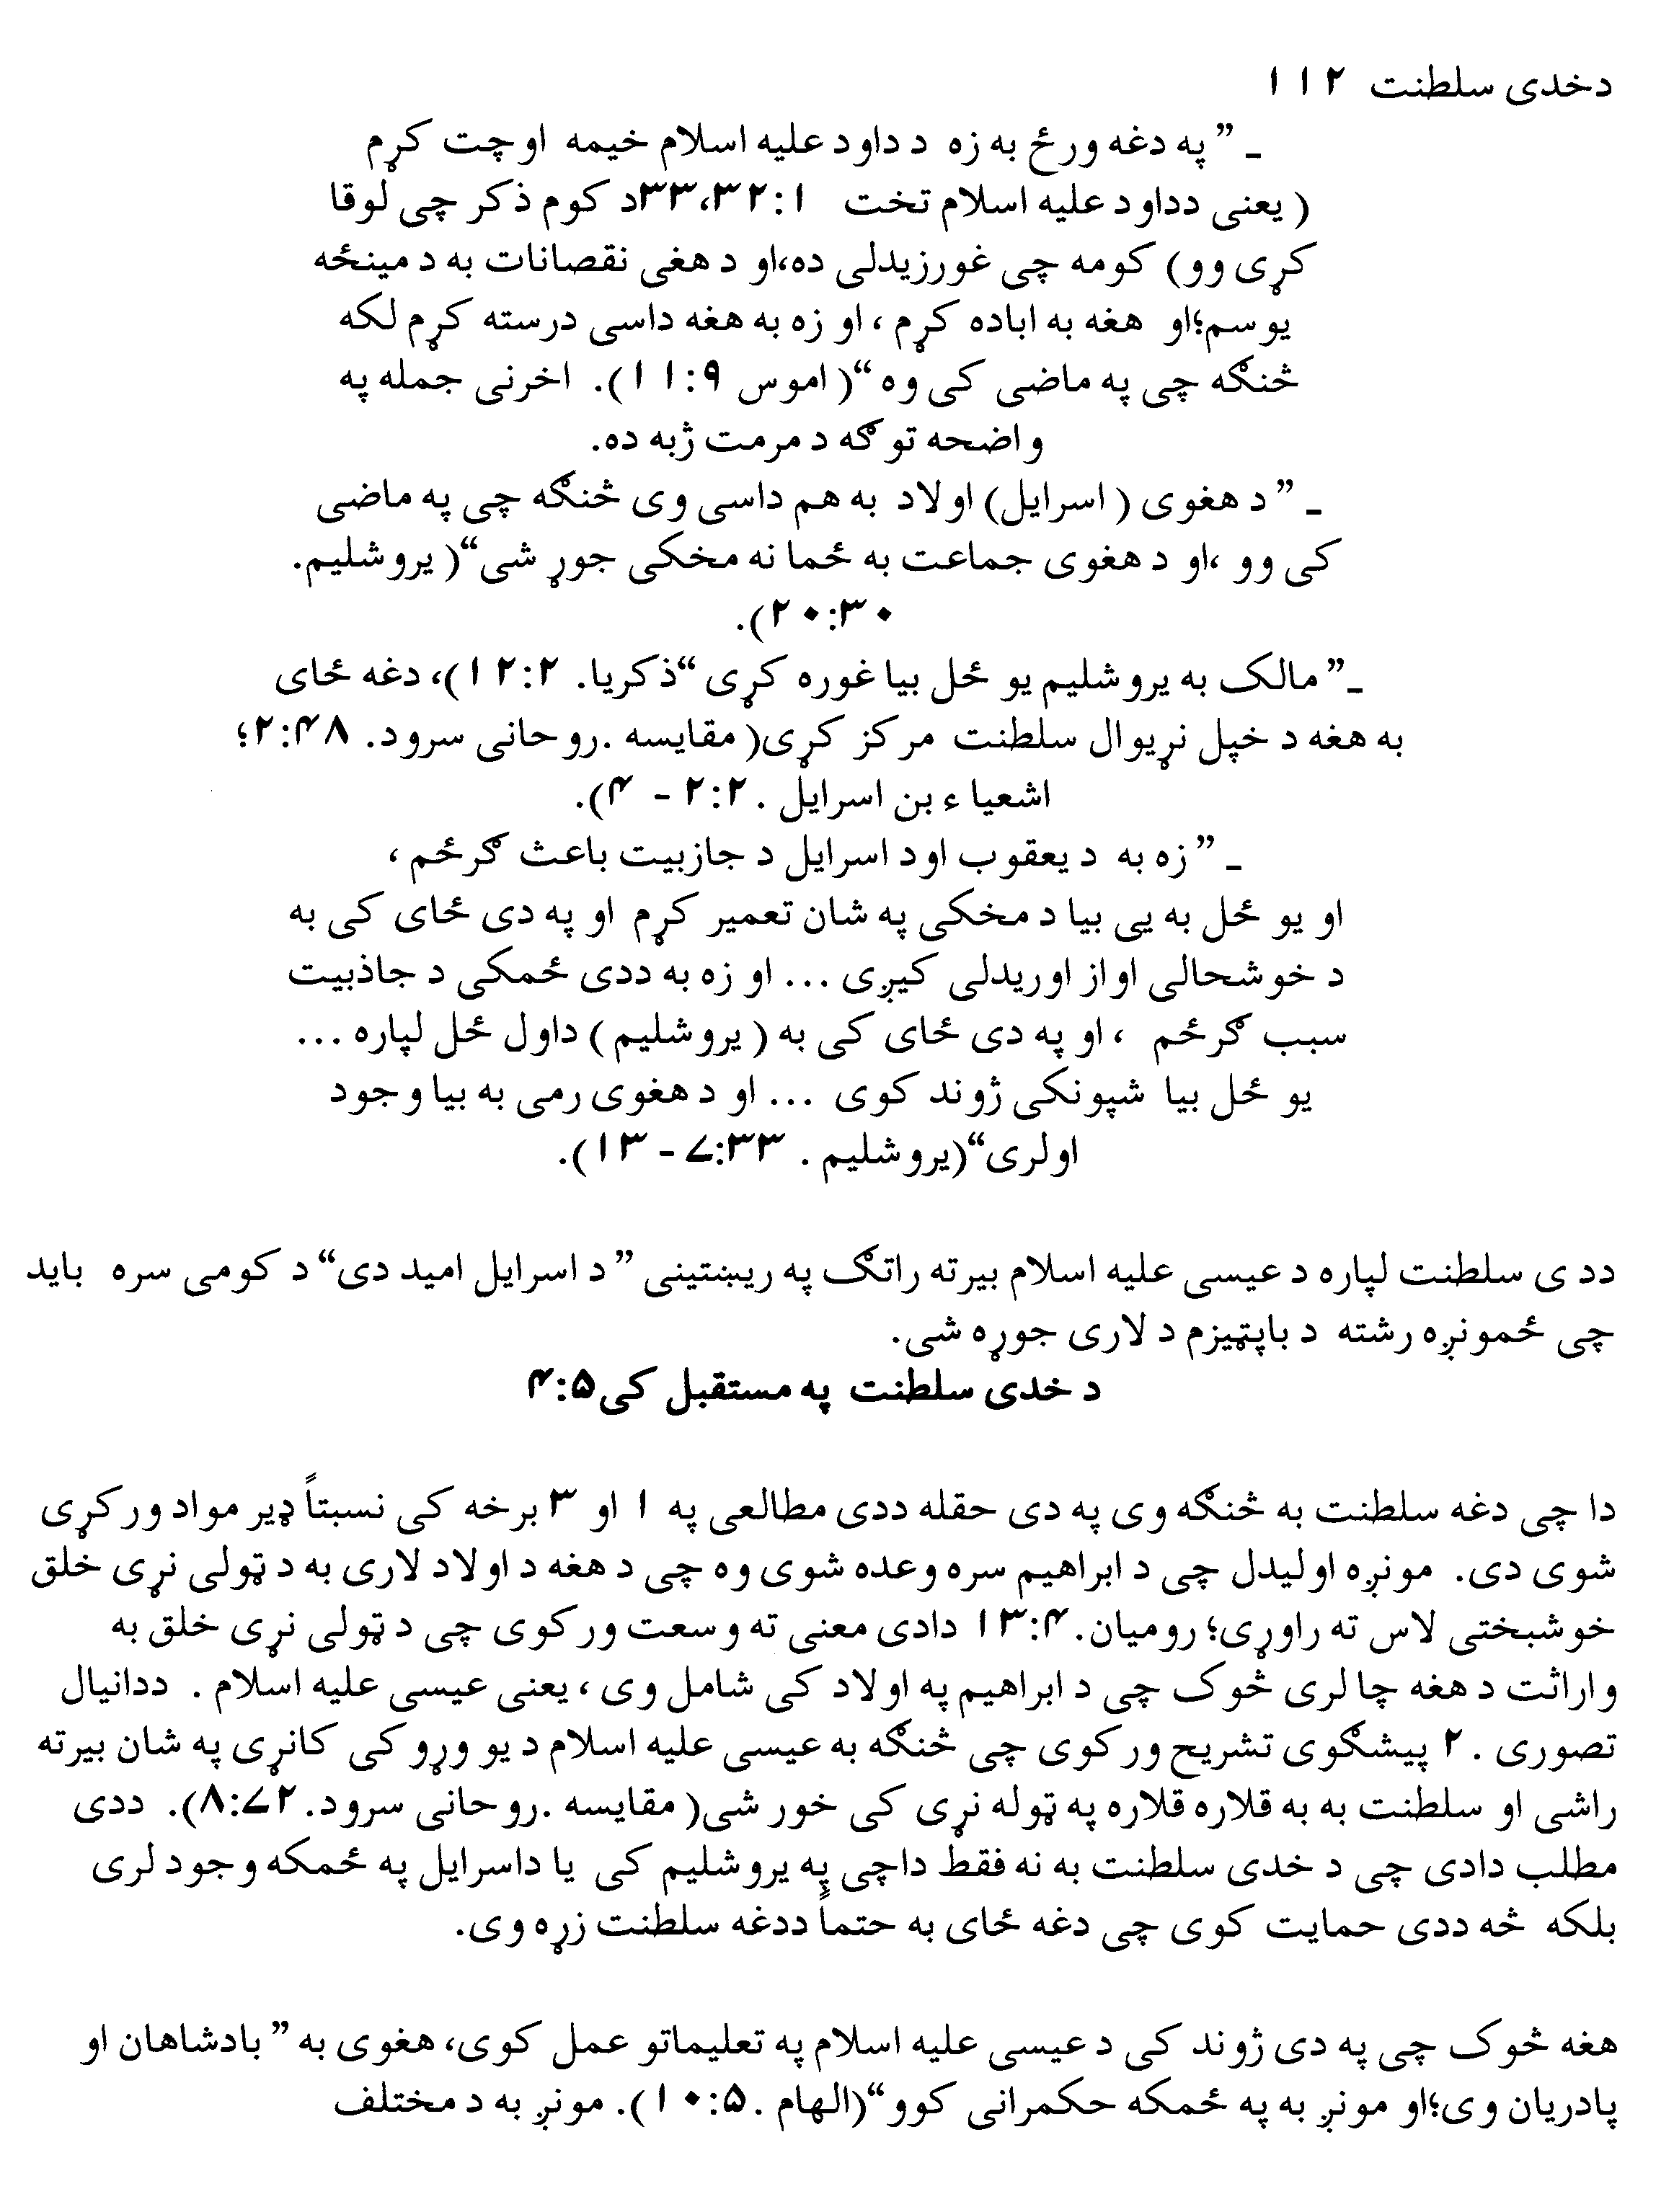 دخدی سلطنت ۱۱۲
ـ ”په دغه ورځ به زه د داود علیه اسلام خیمه اوچت کړم
( یعنی دداود علیه اسلام تخت ۳۳،۳۲:۱د کوم ذکر چی لوقا
کړی وو) کومه چی غورزیدلی ده،او د هغی نقصانات به د مینځه
یوسم؛او هغه به اباده کړم ، او زه به هغه داسی درسته کړم لکه
څنګه چی په ماضی کی وه“( اموس ۱۱:۹). اخرنی جمله په
واضحه توګه د مرمت ژبه ده.
ـ ”د هغوی ( اسرایل) اولاد به هم داسی وی څنګه چی په ماضی
کی وو ،او د هغوی جماعت به ځما نه مخکی جوړ شی“( یروشلیم.
۲۰:۳۰).
ـ”مالک به یروشلیم یو ځل بیا غوره کړی“ذکریا. ۱۲:۲)، دغه ځای
به هغه د خپل نړیوال سلطنت مرکز کړی( مقایسه .روحانی سرود. ۲:۴۸؛
اشعیا ء بن اسرایل . ۲:۲ - ۴).
ـ ”زه به د یعقوب اود اسرایل د جازبیت باعث ګرځم ،
او یو ځل به یی بیا د مخکی په شان تعمیر کړم او په دی ځای کی به
د خوشحالی اواز اوریدلی کیږی ... او زه به ددی ځمکی د جاذبیت
سبب ګرځم ، او په دی ځای کی به ( یروشلیم ) داول ځل لپاره ...
یو ځل بیا شپونکی ژوند کوی ... او د هغوی رمی به بیا وجود
اولری“(یروشلیم . ۷:۳۳ - ۱۳).
دد ی سلطنت لپاره د عیسی علیه اسلام بیرته راتګ په ریښتینی ”د اسرایل امید دی“ د کومی سره باید
چی ځمونږه رشته د باپټیزم د لاری جوړه شی.
د خدی سلطنت په مستقبل کی۴:۵
دا چی دغه سلطنت به څنګه وی په دی حقله ددی مطالعی په ۱ او ۳ برخه کی نسبتاً ډیر مواد ورکړی
شوی دی. مونږه اولیدل چی د ابراهیم سره وعده شوی وه چی د هغه د اولاد لاری به د ټولی نړی خلق
خوشبختی لاس ته راوړی؛ رومیان. ۱۳:۴ دادی معنی ته وسعت ورکوی چی د ټولی نړی خلق به
واراثت د هغه چا لری څوک چی د ابراهیم په اولاد کی شامل وی ، یعنی عیسی علیه اسلام . ددانیال
تصوری . ۲ پیشګوی تشریح ورکوی چی څنګه به عیسی علیه اسلام د یو وړو کی کانړی په شان بیرته
راشی او سلطنت به به قلاره قلاره په ټوله نړی کی خور شی( مقایسه .روحانی سرود. ۸:۷۲). ددی
مطلب دادی چی د خدی سلطنت به نه فقط داچی په یروشلیم کی یا داسرایل په ځمکه وجود لری
بلکه څه ددی حمایت کوی چی دغه ځای به حتماً ددغه سلطنت زړه وی.
هغه څوک چی په دی ژوند کی د عیسی علیه اسلام په تعلیماتو عمل کوی، هغوی به ”بادشاهان او
پادریان وی؛او مونږ به په ځمکه حکمرانی کوو“(الهام . ۱۰:۵). مونږ به د مختلف